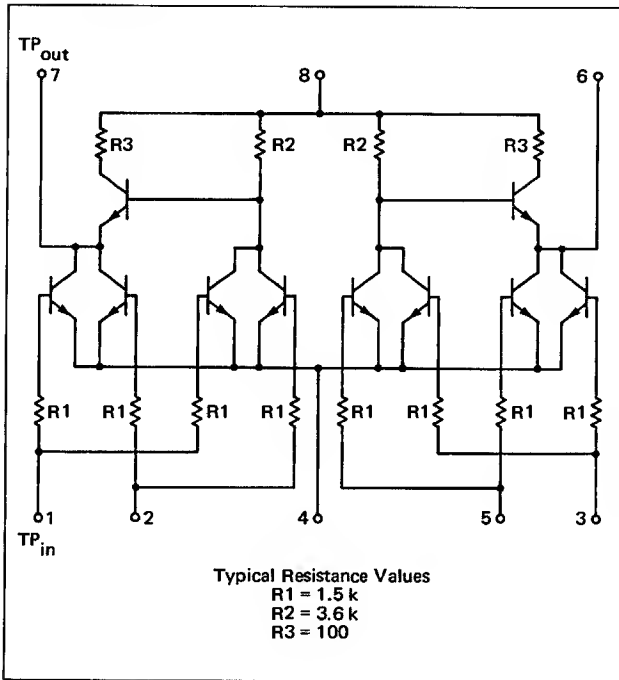 TP out
7 8 6
R3 R2 R2 R3
R1 R1 R1 R1 R1 R1 R1 R1
1 2 4 5 3
TP in
Typical Resistance Values
R1 = 1.5 k
R2 = 3.6 k
R3 = 100